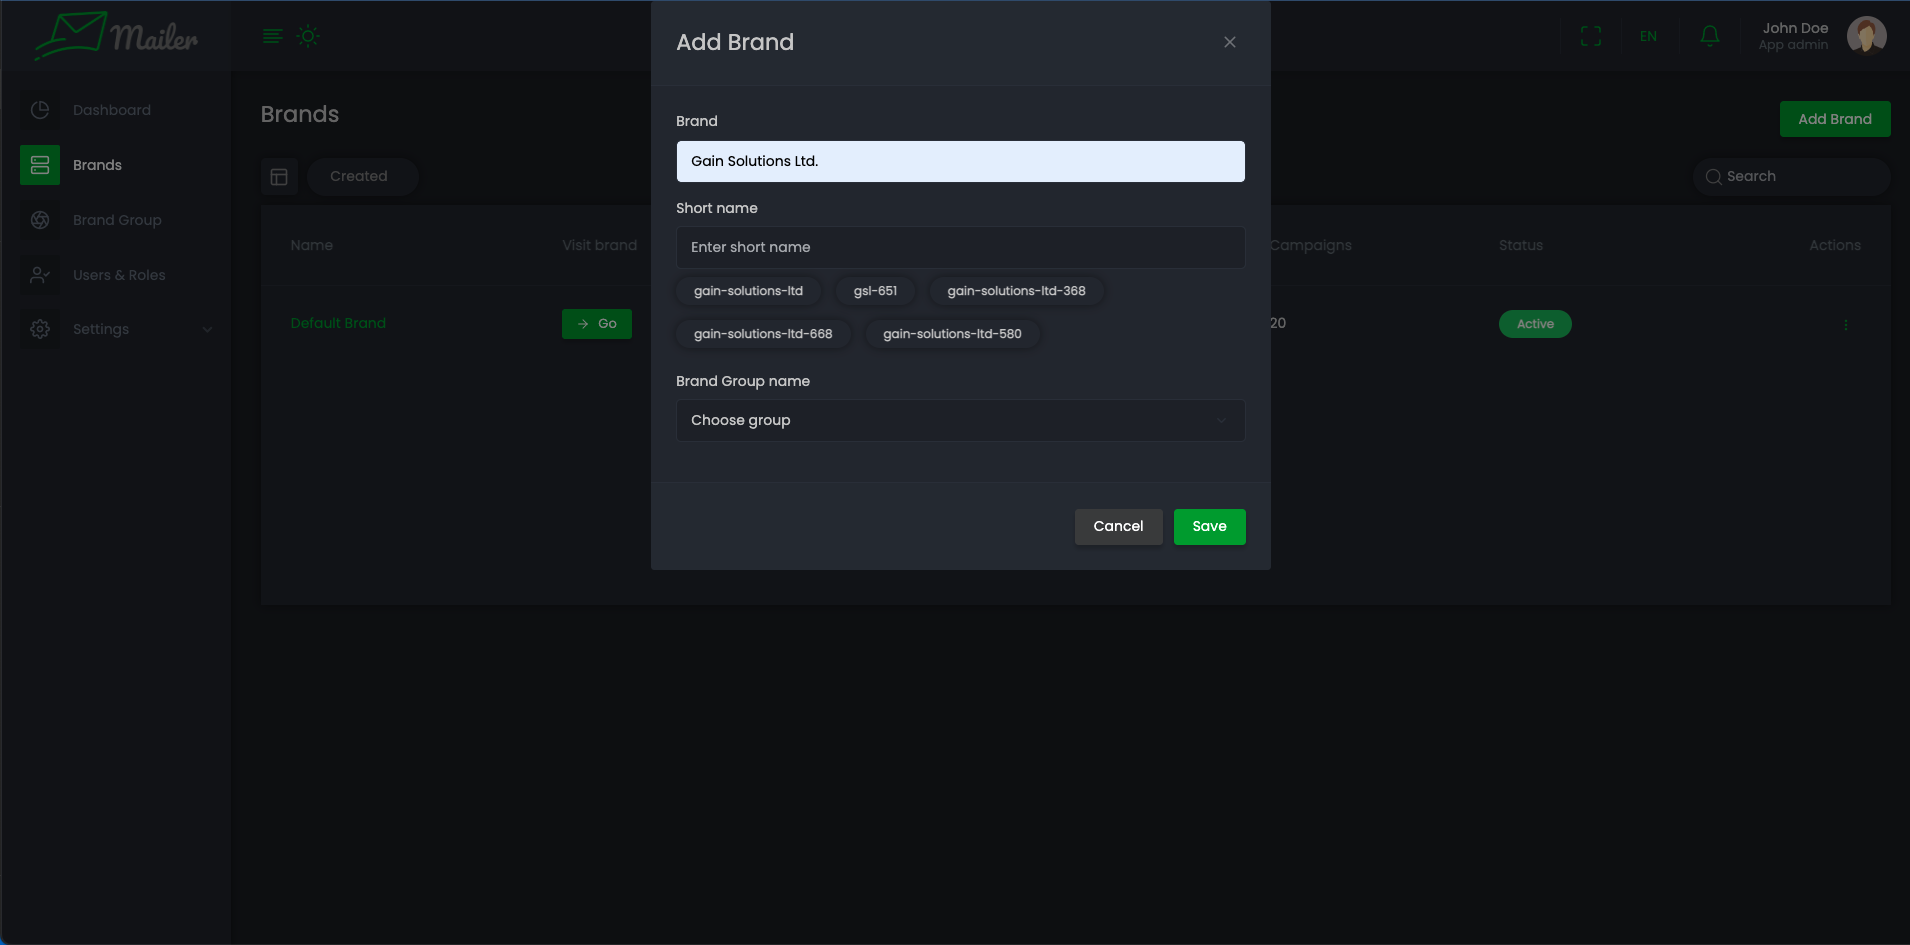 Mailer
EN
John Doe
App admin
Dashboard
Brands
Brand Group
Users & Roles
Settings
Brands
Add Brand
Created
Search
Name
Visit brand
Campaigns
Status
Actions
Default Brand
Go
20
Active
Add Brand
Brand
Gain Solutions Ltd.
Short name
Enter short name
gain-solutions-ltd
gsl-651
gain-solutions-ltd-368
gain-solutions-ltd-668
gain-solutions-ltd-580
Brand Group name
Choose group
Cancel
Save